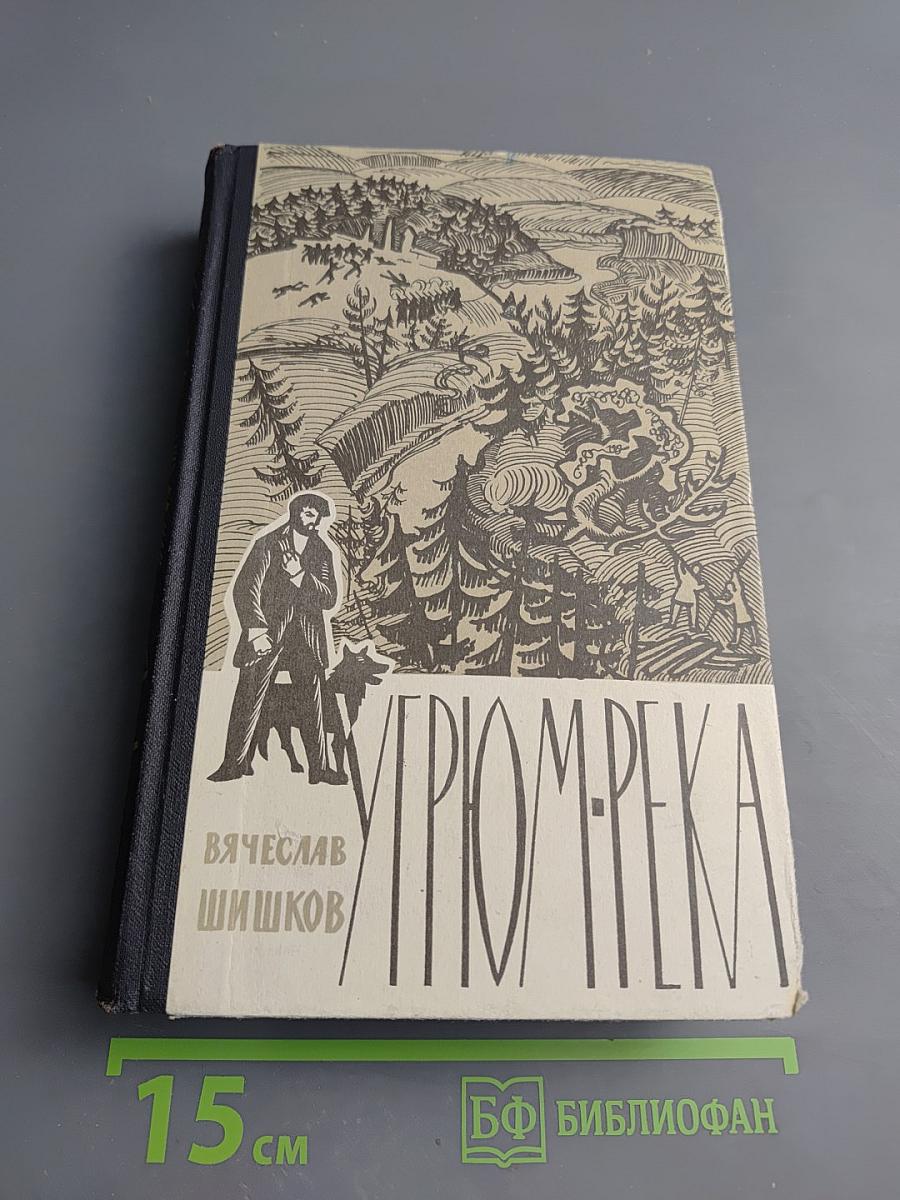 УГРЮМ-РЕКА
ВЯЧЕСЛАВ
ШИШКОВ
15 см
БФ БИБЛИОФАН